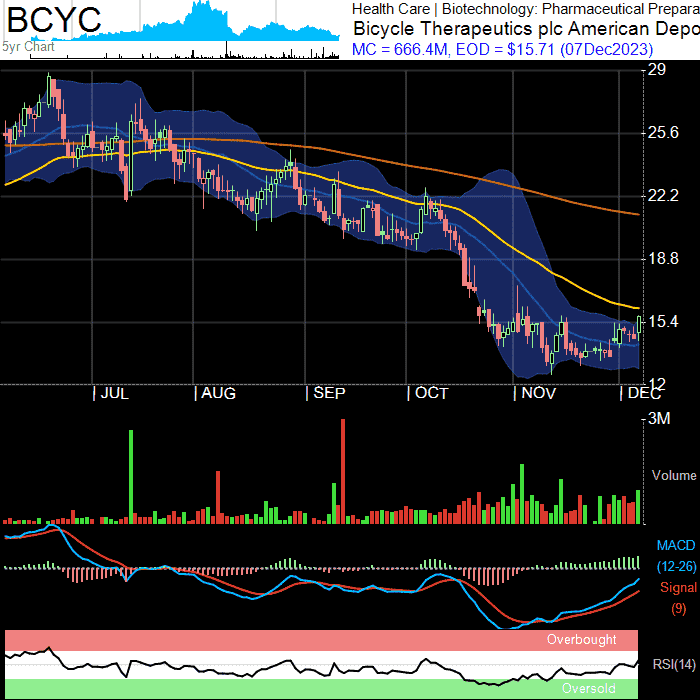 BCYC
5yr Chart
Health Care | Biotechnology: Pharmaceutical Prepara
Bicycle Therapeutics plc American Depo
MC = 666.4M, EOD = $15.71 (07Dec2023)
29
25.6
22.2
18.8
15.4
12
| JUL | AUG | SEP | OCT | NOV | DEC
3M
Volume
MACD
(12-26)
Signal
(9)
Overbought
RSI(14)
Oversold